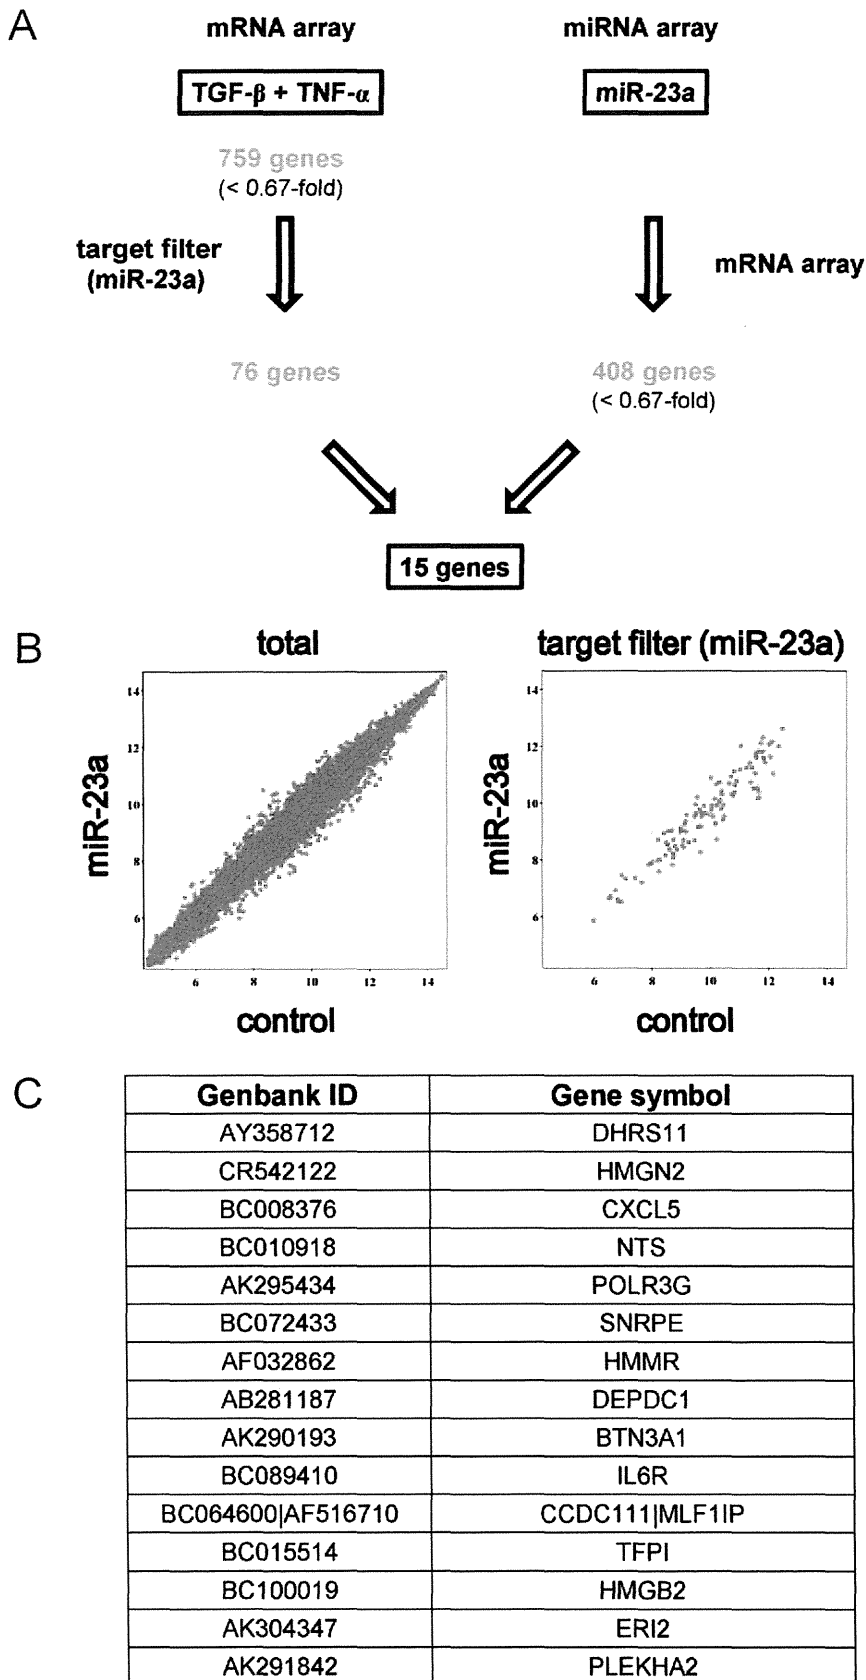 A
mRNA array
miRNA array
TGF-β + TNF-α
miR-23a
759 genes
(< 0.67-fold)
target filter
(miR-23a)
mRNA array
76 genes
408 genes
(< 0.67-fold)
15 genes
B
total
target filter (miR-23a)
miR-23a
14
12
10
8
6
6 8 10 12 14
control
miR-23a
14
12
10
8
6
6 8 10 12 14
control
C
Genbank ID Gene symbol
AY358712 DHRS11
CR542122 HMGN2
BC008376 CXCL5
BC010918 NTS
AK295434 POLR3G
BC072433 SNRPE
AF032862 HMMR
AB281187 DEPDC1
AK290193 BTN3A1
BC089410 IL6R
BC064600|AF516710 CCDC111|MLF1IP
BC015514 TFPI
BC100019 HMGB2
AK304347 ERI2
AK291842 PLEKHA2